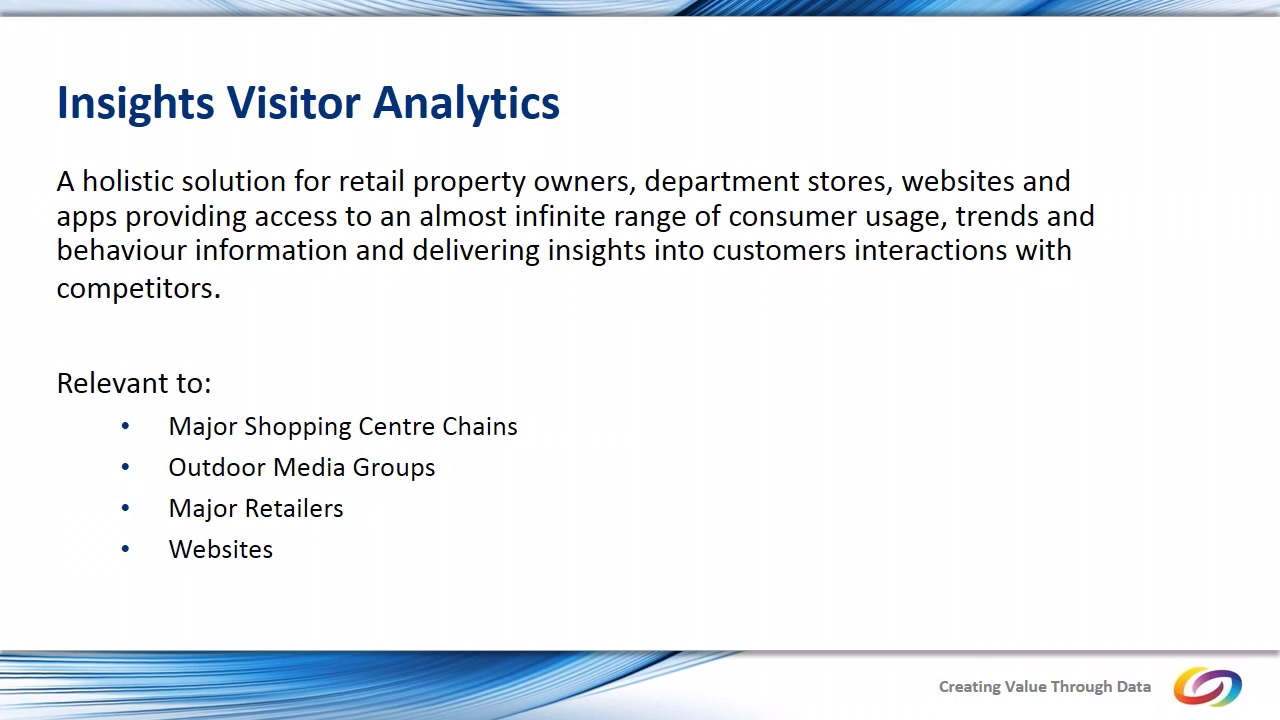 Insights Visitor Analytics
A holistic solution for retail property owners, department stores, websites and
apps providing access to an almost infinite range of consumer usage, trends and
behaviour information and delivering insights into customers interactions with
competitors.
Relevant to:
• Major Shopping Centre Chains
• Outdoor Media Groups
• Major Retailers
• Websites
Creating Value Through Data